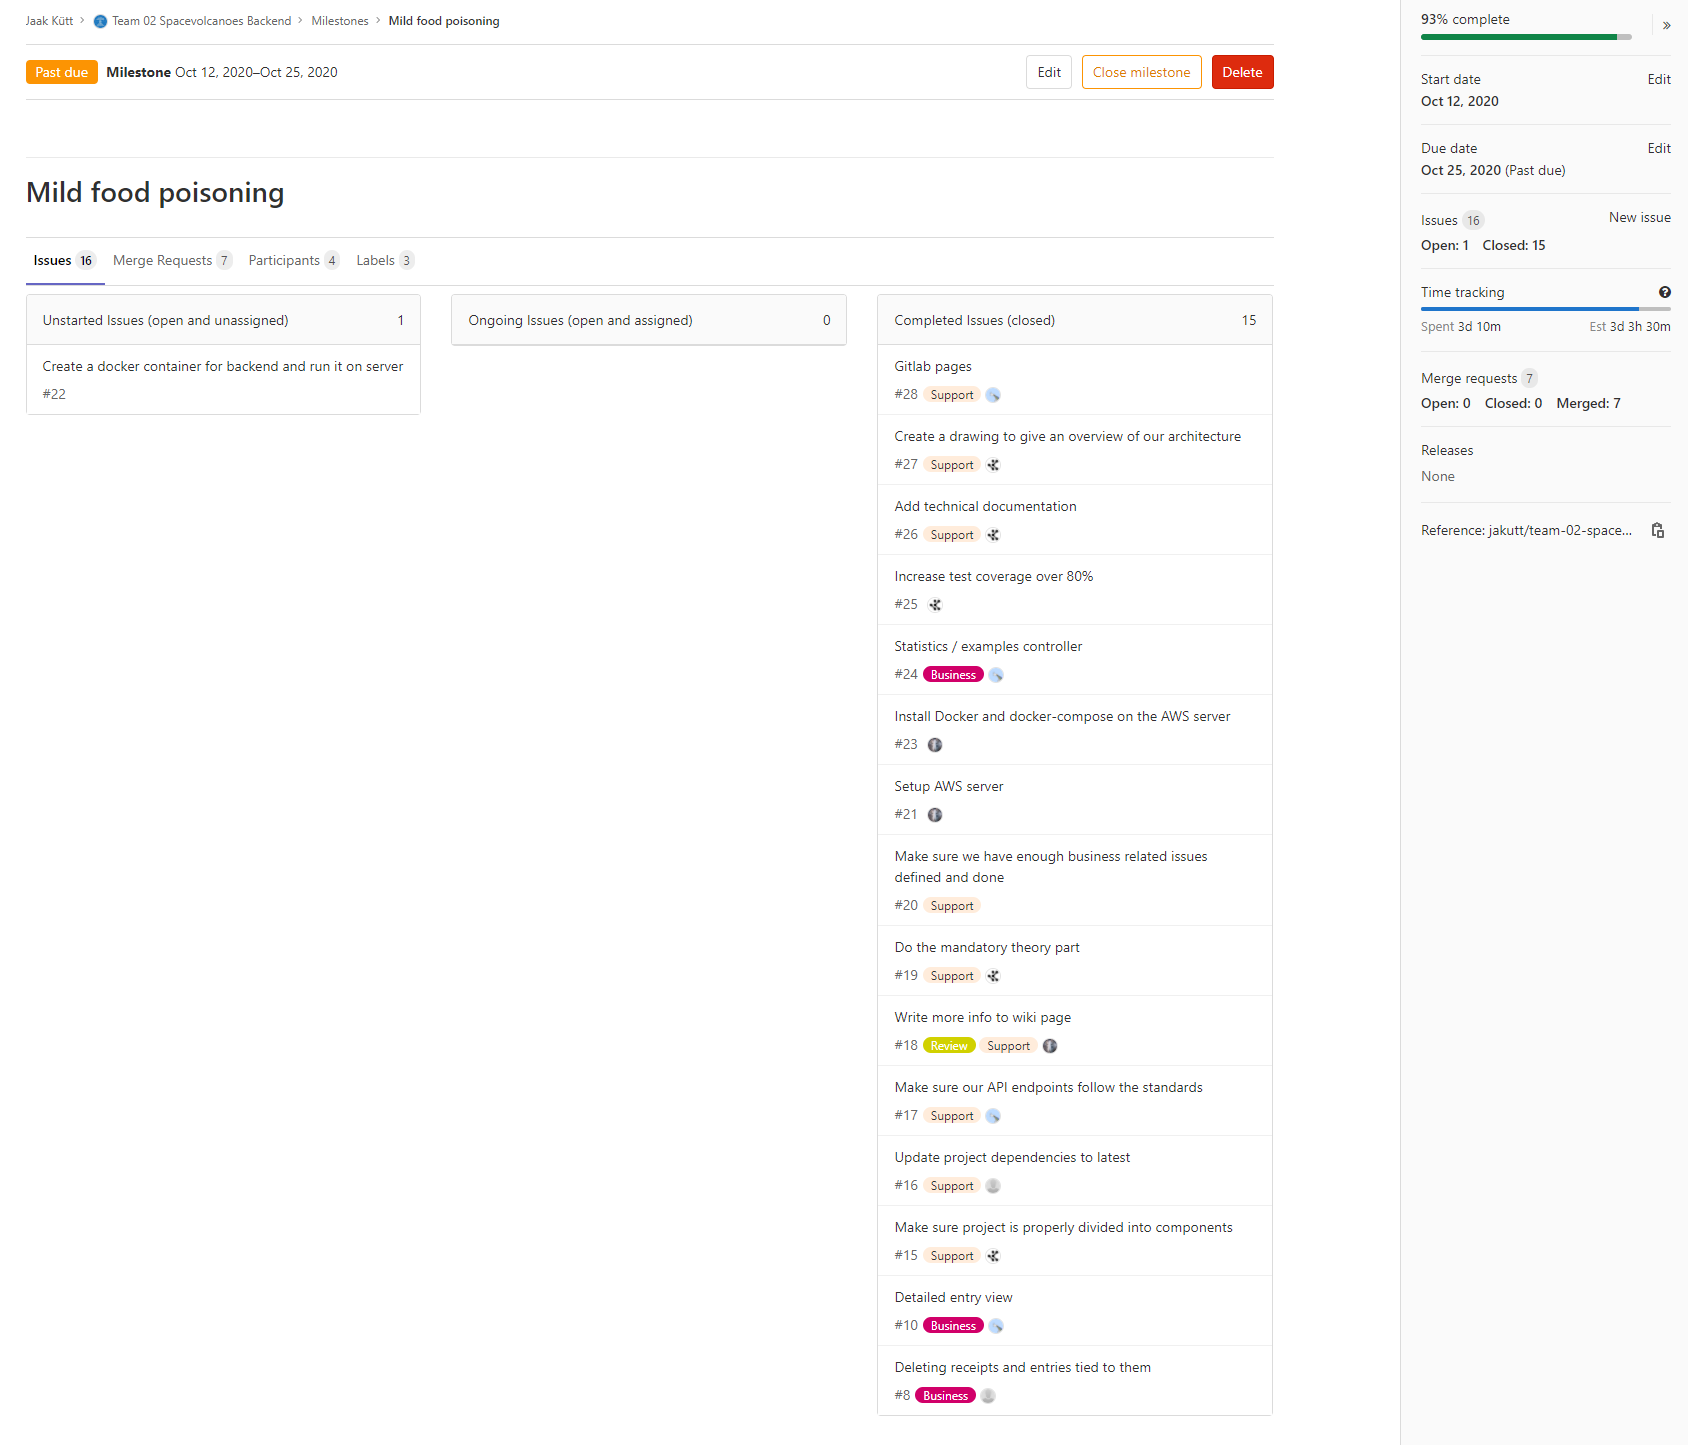 Jaak Kütt › Team 02 Spacevolcanoes Backend › Milestones › Mild food poisoning
Past due Milestone Oct 12, 2020–Oct 25, 2020
Edit Close milestone Delete
Mild food poisoning
Issues 16 Merge Requests 7 Participants 4 Labels 3
Unstarted Issues (open and unassigned) 1
Create a docker container for backend and run it on server
#22
Ongoing Issues (open and assigned) 0
Completed Issues (closed) 15
Gitlab pages
#28 Support
Create a drawing to give an overview of our architecture
#27 Support
Add technical documentation
#26 Support
Increase test coverage over 80%
#25
Statistics / examples controller
#24 Business
Install Docker and docker-compose on the AWS server
#23
Setup AWS server
#21
Make sure we have enough business related issues
defined and done
#20 Support
Do the mandatory theory part
#19 Support
Write more info to wiki page
#18 Review Support
Make sure our API endpoints follow the standards
#17 Support
Update project dependencies to latest
#16 Support
Make sure project is properly divided into components
#15 Support
Detailed entry view
#10 Business
Deleting receipts and entries tied to them
#8 Business
93% complete »
Start date Edit
Oct 12, 2020
Due date Edit
Oct 25, 2020 (Past due)
Issues 16 New issue
Open: 1 Closed: 15
Time tracking ?
Spent 3d 10m Est 3d 3h 30m
Merge requests 7
Open: 0 Closed: 0 Merged: 7
Releases
None
Reference: jakutt/team-02-space...